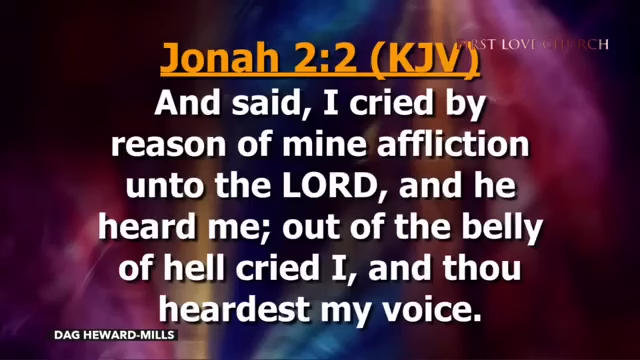 FIRST LOVE CHURCH
Jonah 2:2 (KJV)
And said, I cried by
reason of mine affliction
unto the LORD, and he
heard me; out of the belly
of hell cried I, and thou
heardest my voice.
DAG HEWARD-MILLS